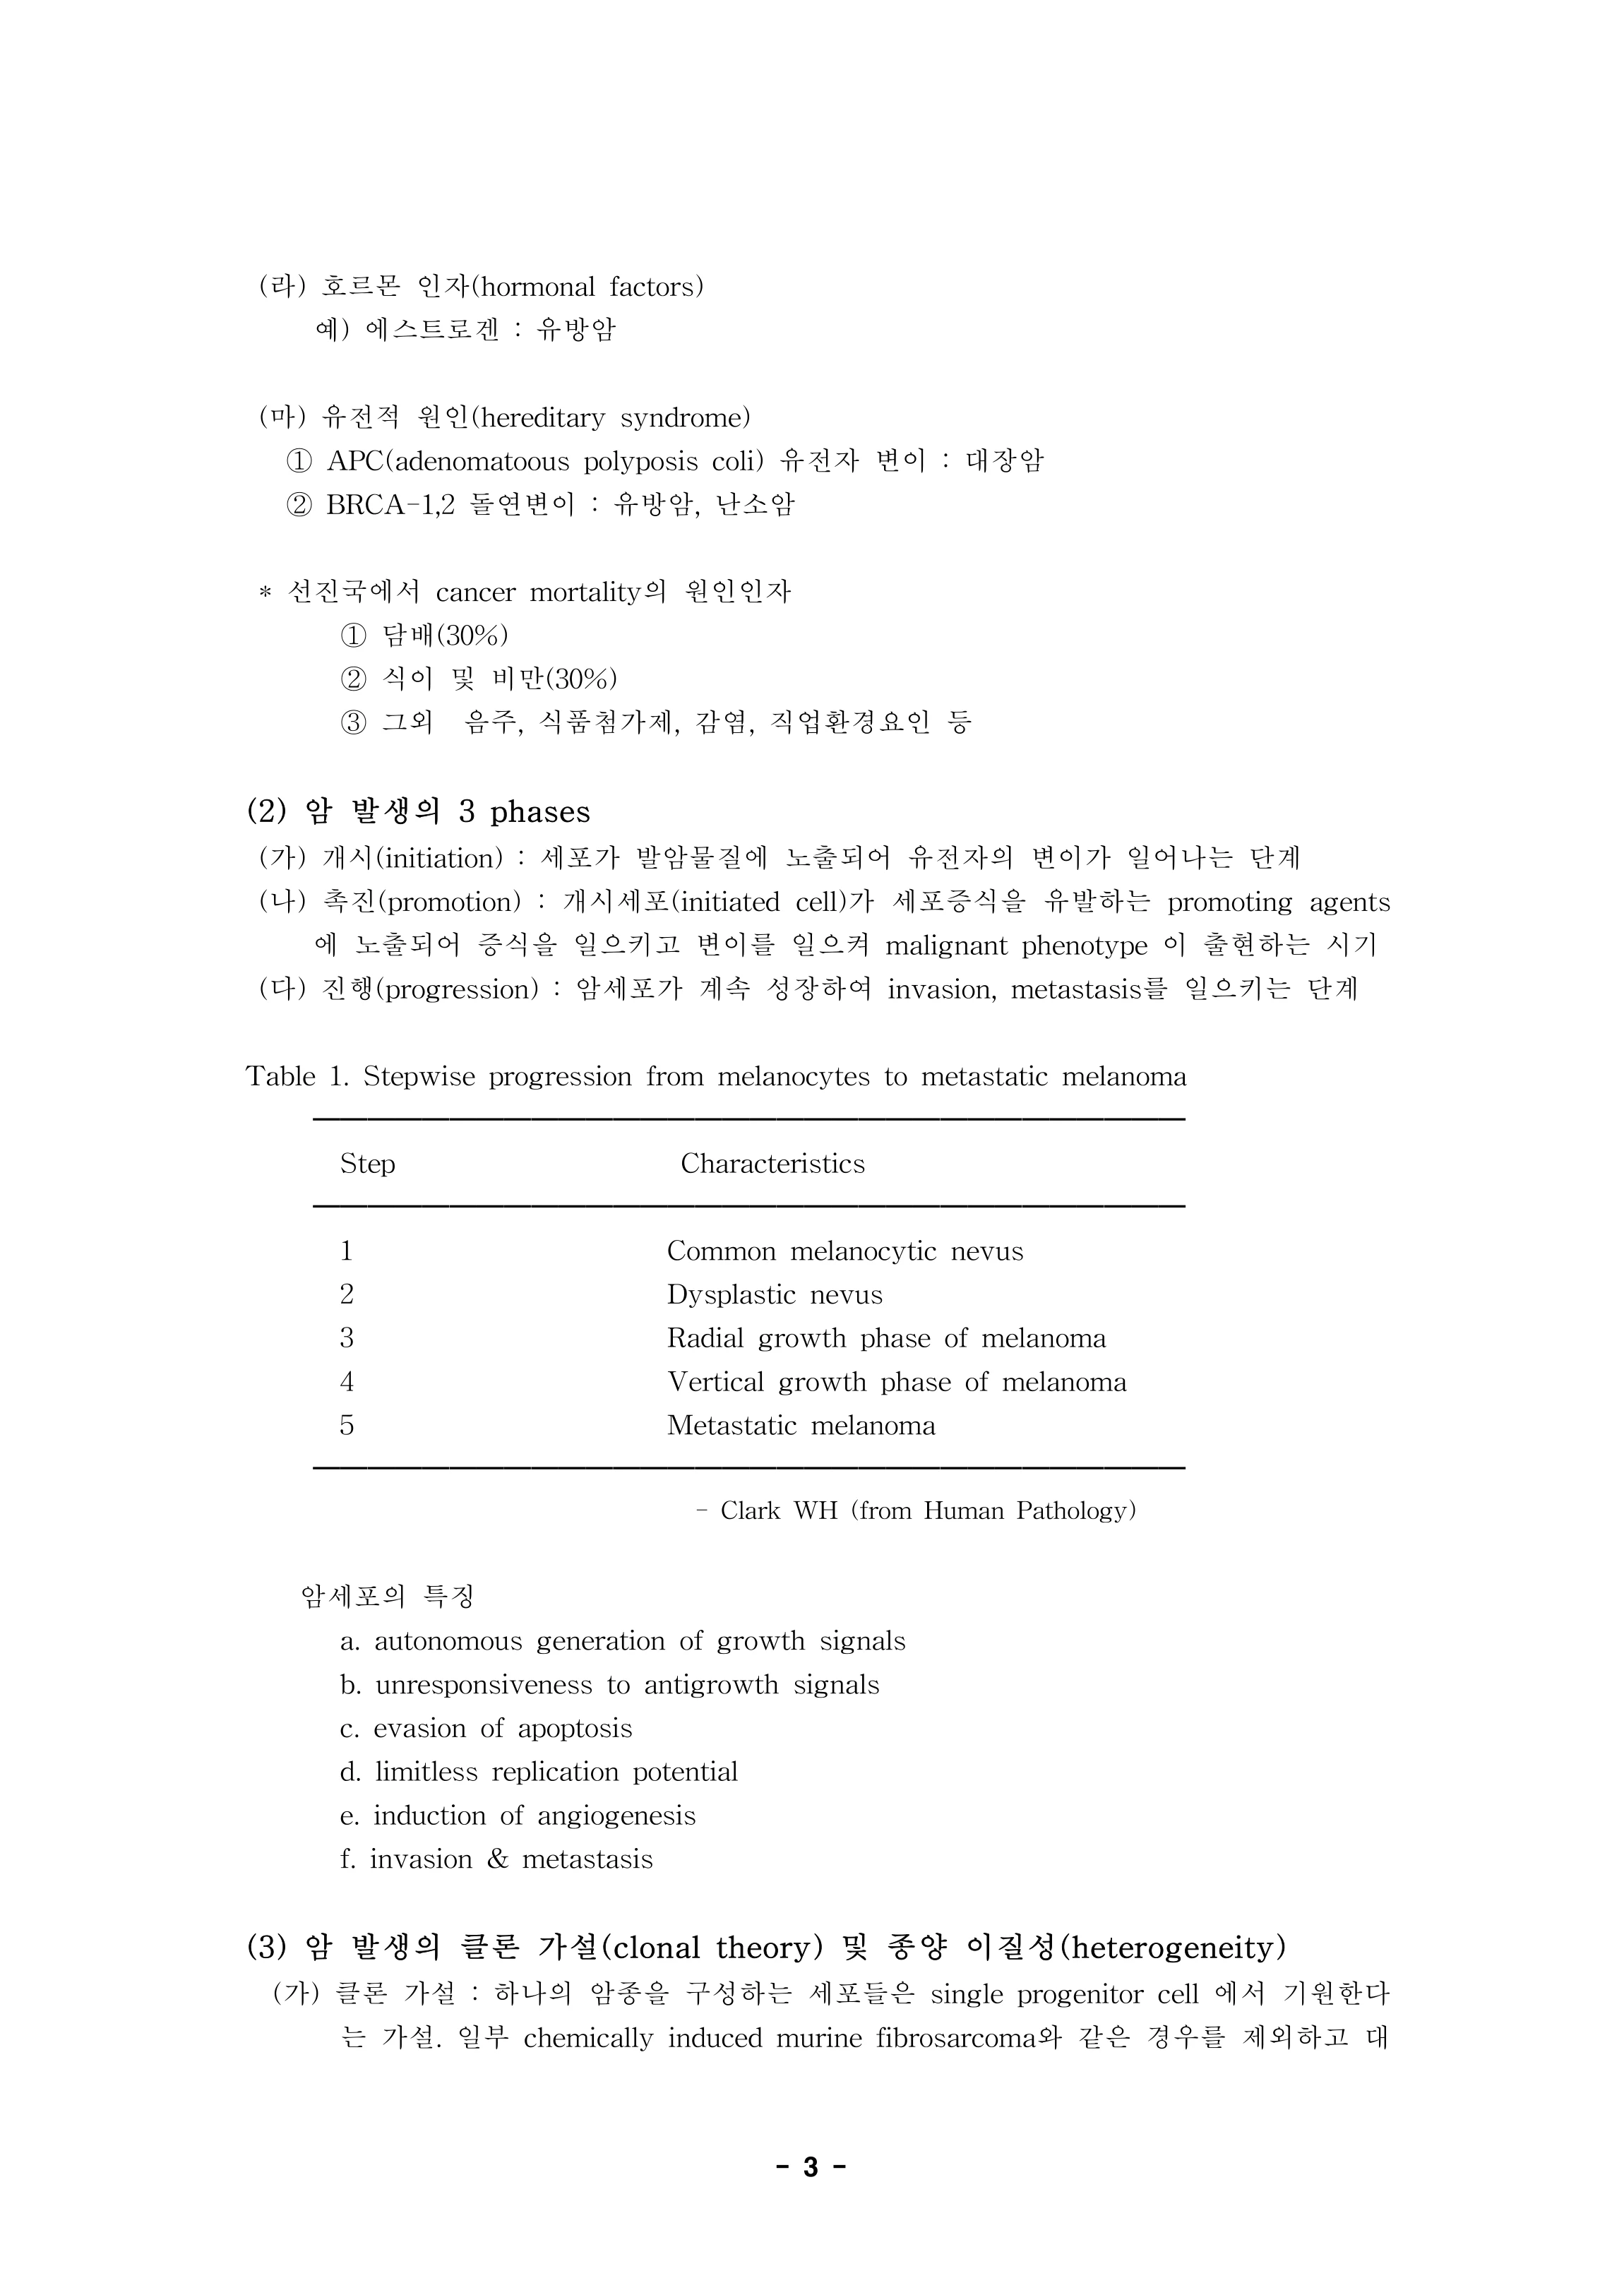 (라) 호르몬 인자(hormonal factors)
예) 에스트로겐 : 유방암
(마) 유전적 원인(hereditary syndrome)
① APC(adenomatoous polyposis coli) 유전자 변이 : 대장암
② BRCA-1,2 돌연변이 : 유방암, 난소암
* 선진국에서 cancer mortality의 원인인자
① 담배(30%)
② 식이 및 비만(30%)
③ 그외 음주, 식품첨가제, 감염, 직업환경요인 등
(2) 암 발생의 3 phases
(가) 개시(initiation) : 세포가 발암물질에 노출되어 유전자의 변이가 일어나는 단계
(나) 촉진(promotion) : 개시세포(initiated cell)가 세포증식을 유발하는 promoting agents
에 노출되어 증식을 일으키고 변이를 일으켜 malignant phenotype 이 출현하는 시기
(다) 진행(progression) : 암세포가 계속 성장하여 invasion, metastasis를 일으키는 단계
Table 1. Stepwise progression from melanocytes to metastatic melanoma
Step Characteristics
1 Common melanocytic nevus
2 Dysplastic nevus
3 Radial growth phase of melanoma
4 Vertical growth phase of melanoma
5 Metastatic melanoma
- Clark WH (from Human Pathology)
암세포의 특징
a. autonomous generation of growth signals
b. unresponsiveness to antigrowth signals
c. evasion of apoptosis
d. limitless replication potential
e. induction of angiogenesis
f. invasion & metastasis
(3) 암 발생의 클론 가설(clonal theory) 및 종양 이질성(heterogeneity)
(가) 클론 가설 : 하나의 암종을 구성하는 세포들은 single progenitor cell 에서 기원한다
는 가설. 일부 chemically induced murine fibrosarcoma와 같은 경우를 제외하고 대
- 3 -